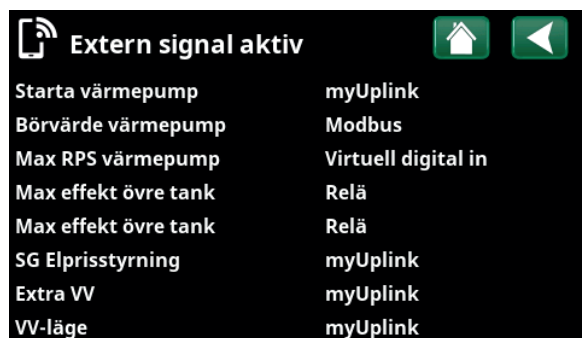 Extern signal aktiv
Starta värmepump myUplink
Börvärde värmepump Modbus
Max RPS värmepump Virtuell digital in
Max effekt övre tank Relä
Max effekt övre tank Relä
SG Elprisstyrning myUplink
Extra VV myUplink
VV-läge myUplink